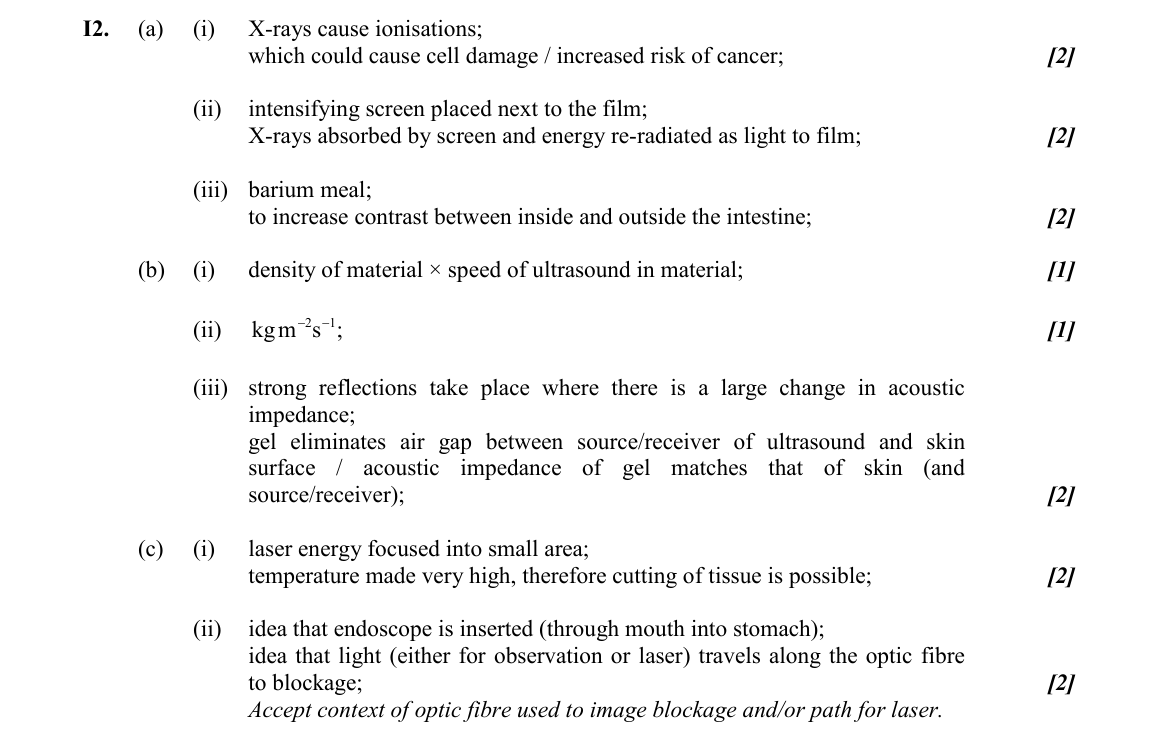 I2. (a) (i) X-rays cause ionisations;
which could cause cell damage / increased risk of cancer; [2]
(ii) intensifying screen placed next to the film;
X-rays absorbed by screen and energy re-radiated as light to film; [2]
(iii) barium meal;
to increase contrast between inside and outside the intestine; [2]
(b) (i) density of material × speed of ultrasound in material; [1]
(ii) kg m⁻²s⁻¹; [1]
(iii) strong reflections take place where there is a large change in acoustic
impedance;
gel eliminates air gap between source/receiver of ultrasound and skin
surface / acoustic impedance of gel matches that of skin (and
source/receiver); [2]
(c) (i) laser energy focused into small area;
temperature made very high, therefore cutting of tissue is possible; [2]
(ii) idea that endoscope is inserted (through mouth into stomach);
idea that light (either for observation or laser) travels along the optic fibre
to blockage; [2]
Accept context of optic fibre used to image blockage and/or path for laser.